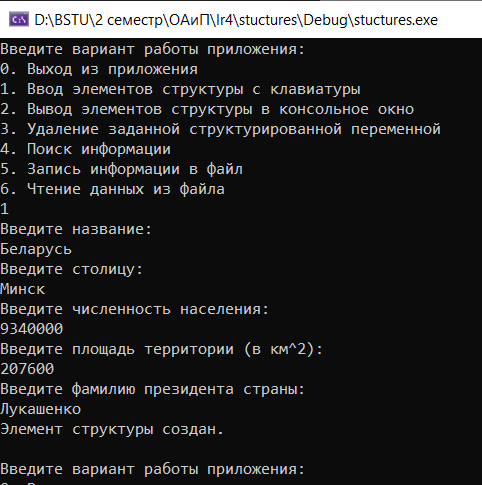 D:\BSTU\2 семестр\ОАиП\lr4\stuctures\Debug\stuctures.exe
Введите вариант работы приложения:
0. Выход из приложения
1. Ввод элементов структуры с клавиатуры
2. Вывод элементов структуры в консольное окно
3. Удаление заданной структурированной переменной
4. Поиск информации
5. Запись информации в файл
6. Чтение данных из файла
1
Введите название:
Беларусь
Введите столицу:
Минск
Введите численность населения:
9340000
Введите площадь территории (в км^2):
207600
Введите фамилию президента страны:
Лукашенко
Элемент структуры создан.
Введите вариант работы приложения: